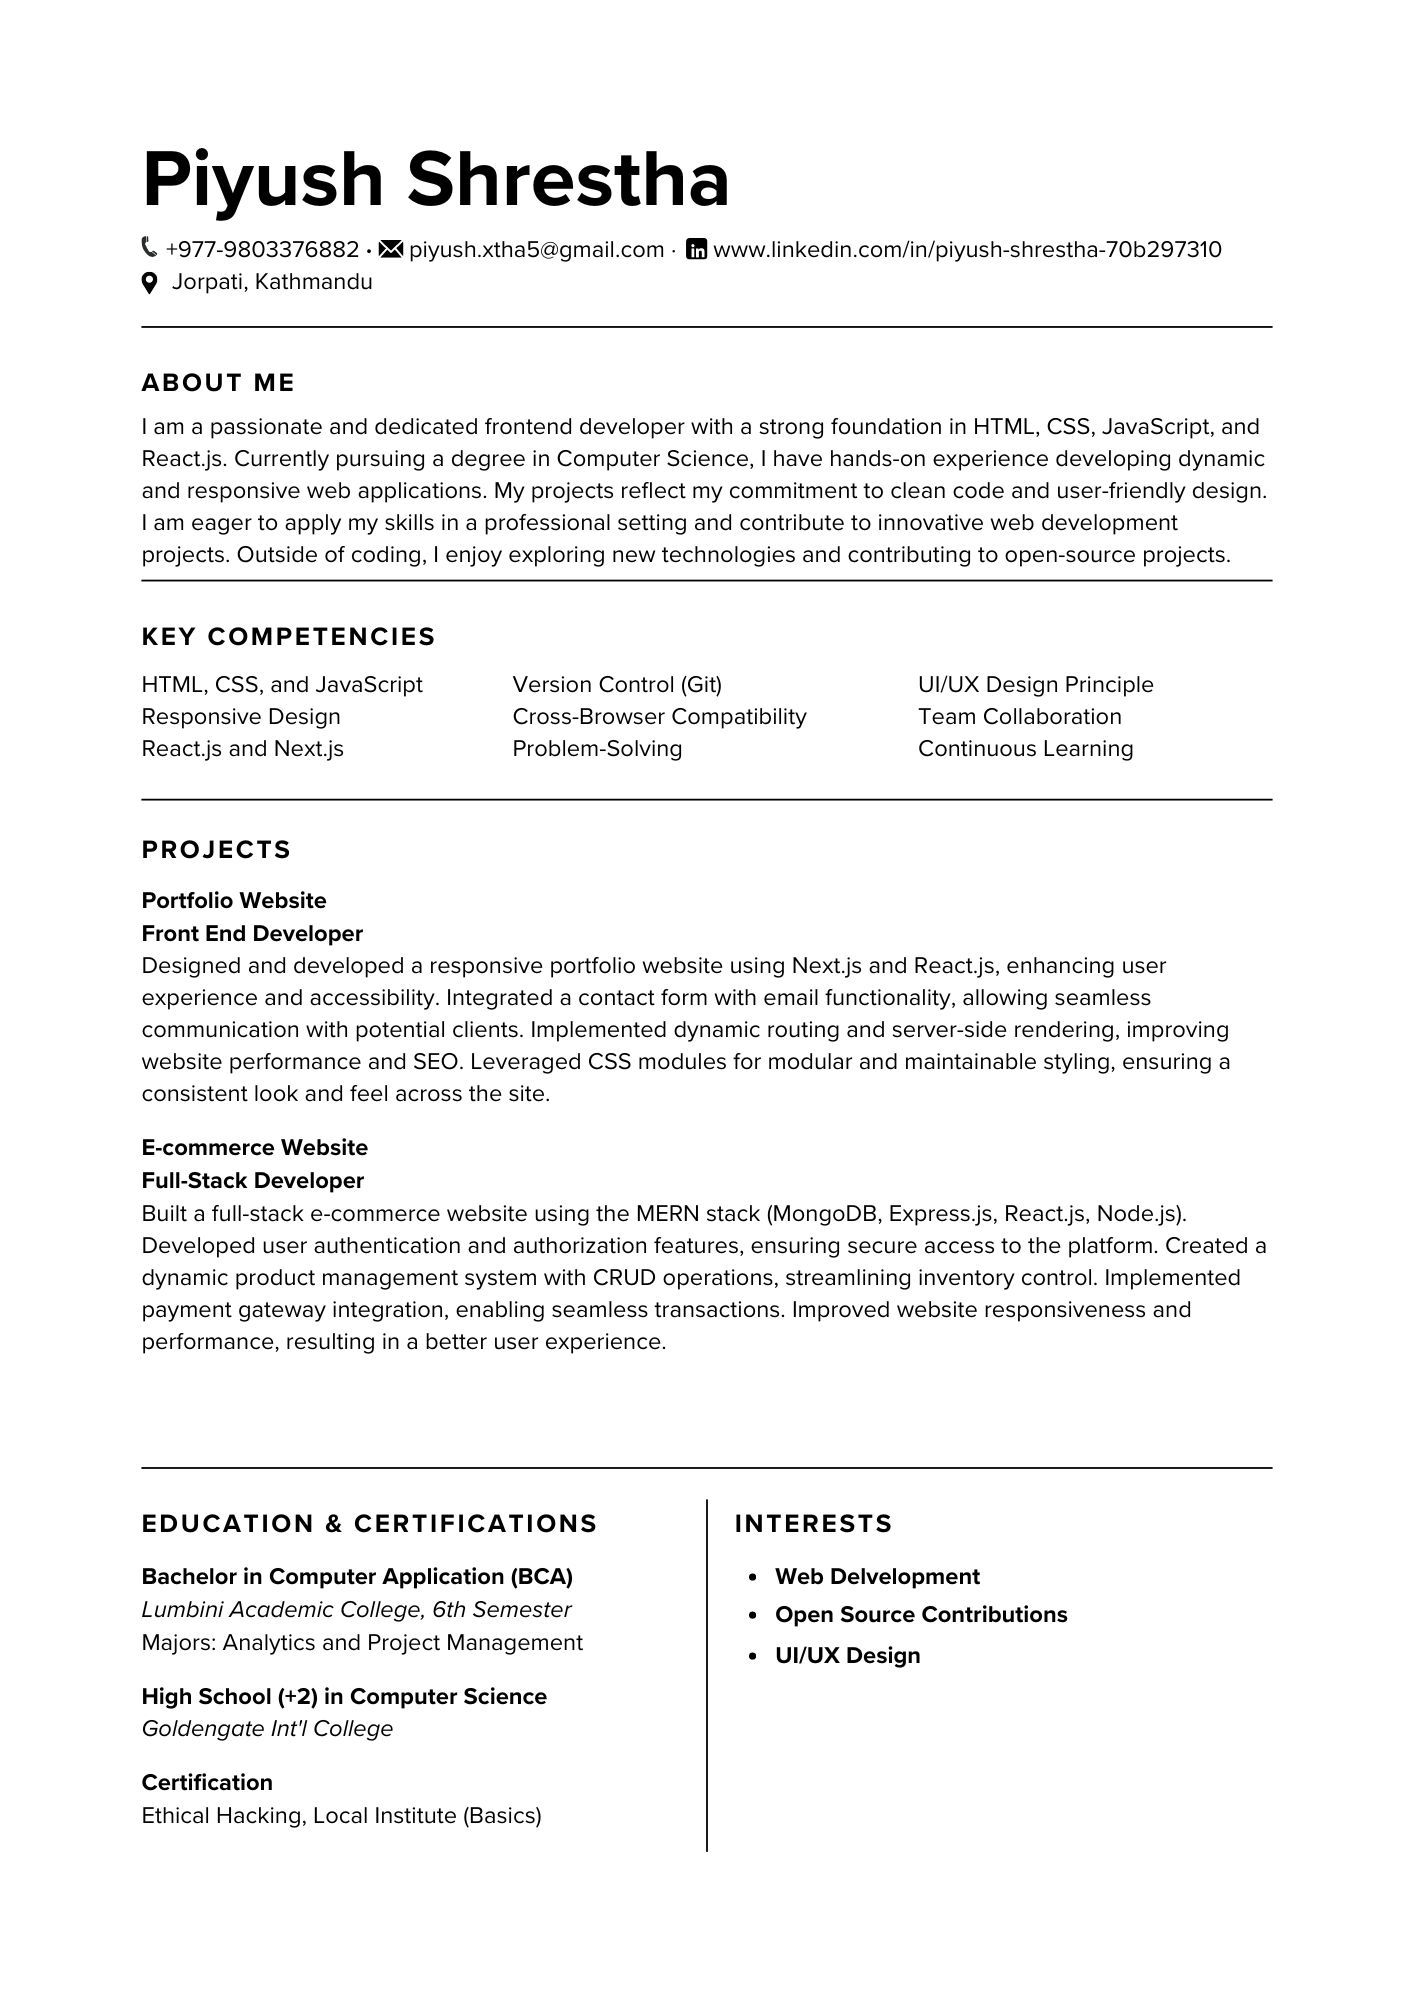 Piyush Shrestha
+977-9803376882 • piyush.xtha5@gmail.com · www.linkedin.com/in/piyush-shrestha-70b297310
Jorpati, Kathmandu
ABOUT ME
I am a passionate and dedicated frontend developer with a strong foundation in HTML, CSS, JavaScript, and
React.js. Currently pursuing a degree in Computer Science, I have hands-on experience developing dynamic
and responsive web applications. My projects reflect my commitment to clean code and user-friendly design.
I am eager to apply my skills in a professional setting and contribute to innovative web development
projects. Outside of coding, I enjoy exploring new technologies and contributing to open-source projects.
KEY COMPETENCIES
HTML, CSS, and JavaScript
Responsive Design
React.js and Next.js
Version Control (Git)
Cross-Browser Compatibility
Problem-Solving
UI/UX Design Principle
Team Collaboration
Continuous Learning
PROJECTS
Portfolio Website
Front End Developer
Designed and developed a responsive portfolio website using Next.js and React.js, enhancing user
experience and accessibility. Integrated a contact form with email functionality, allowing seamless
communication with potential clients. Implemented dynamic routing and server-side rendering, improving
website performance and SEO. Leveraged CSS modules for modular and maintainable styling, ensuring a
consistent look and feel across the site.
E-commerce Website
Full-Stack Developer
Built a full-stack e-commerce website using the MERN stack (MongoDB, Express.js, React.js, Node.js).
Developed user authentication and authorization features, ensuring secure access to the platform. Created a
dynamic product management system with CRUD operations, streamlining inventory control. Implemented
payment gateway integration, enabling seamless transactions. Improved website responsiveness and
performance, resulting in a better user experience.
EDUCATION & CERTIFICATIONS
Bachelor in Computer Application (BCA)
Lumbini Academic College, 6th Semester
Majors: Analytics and Project Management
High School (+2) in Computer Science
Goldengate Int'l College
Certification
Ethical Hacking, Local Institute (Basics)
INTERESTS
• Web Delvelopment
• Open Source Contributions
• UI/UX Design